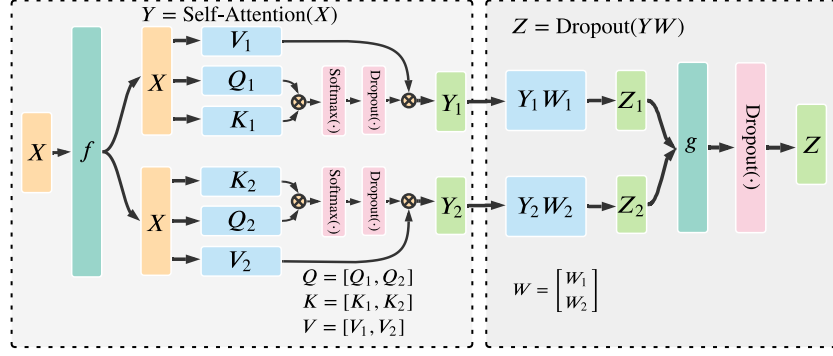 Y = Self-Attention(X)
Z = Dropout(YW)
X
f
X
V₁
Q₁
K₁
⊗
Softmax(·)
Dropout(·)
⊗
Y₁
Y₁W₁
Z₁
X
K₂
Q₂
V₂
⊗
Softmax(·)
Dropout(·)
⊗
Y₂
Y₂W₂
Z₂
g
Dropout(·)
Z
Q = [Q₁, Q₂]
K = [K₁, K₂]
V = [V₁, V₂]
W = [W₁
W₂]